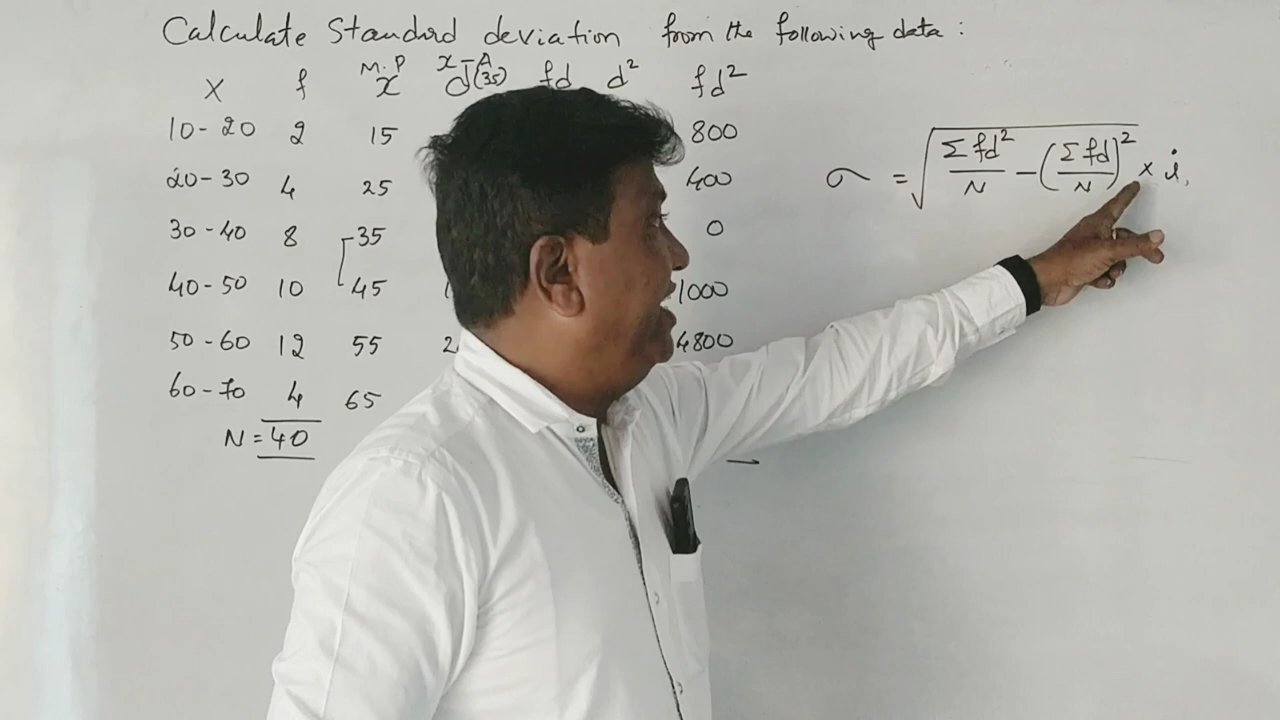 Calculate Standard deviation from the following data :
M.P x-A
X f x d(35) fd d² fd²
10-20 2 15 800
20-30 4 25 400
30-40 8 35 0
40-50 10 45 1000
50-60 12 55 2 4800
60-70 4 65
N = 40
σ = √(Σfd²/N - (Σfd/N)²) × i